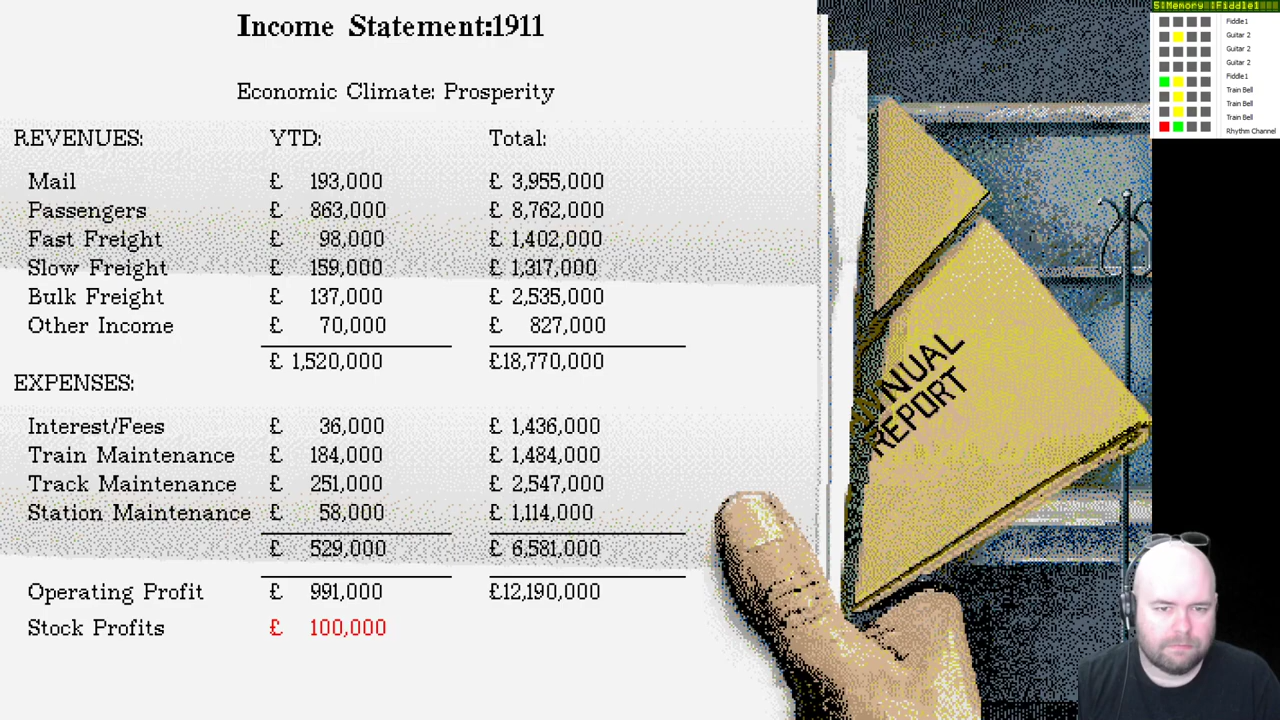 Income Statement:1911
Economic Climate: Prosperity
REVENUES: YTD: Total:
Mail £ 193,000 £ 3,955,000
Passengers £ 863,000 £ 8,762,000
Fast Freight £ 98,000 £ 1,402,000
Slow Freight £ 159,000 £ 1,317,000
Bulk Freight £ 137,000 £ 2,535,000
Other Income £ 70,000 £ 827,000
£ 1,520,000 £18,770,000
EXPENSES:
Interest/Fees £ 36,000 £ 1,436,000
Train Maintenance £ 184,000 £ 1,484,000
Track Maintenance £ 251,000 £ 2,547,000
Station Maintenance £ 58,000 £ 1,114,000
£ 529,000 £ 6,581,000
Operating Profit £ 991,000 £12,190,000
Stock Profits £ 100,000
ANNUAL
REPORT
5:Memory :Fiddle1
Fiddle1
Guitar 2
Guitar 2
Guitar 2
Fiddle1
Train Bell
Train Bell
Train Bell
Rhythm Channel